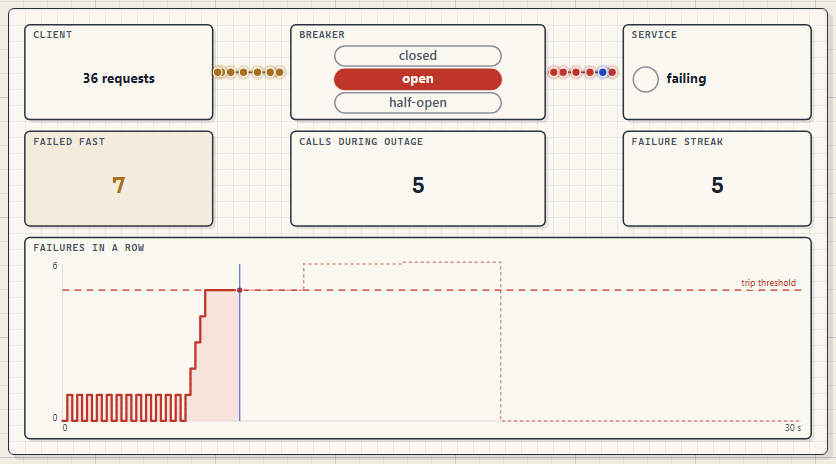 CLIENT
36 requests
BREAKER
closed
open
half-open
SERVICE
failing
FAILED FAST
7
CALLS DURING OUTAGE
5
FAILURE STREAK
5
FAILURES IN A ROW
6
trip threshold
0
0
30 s